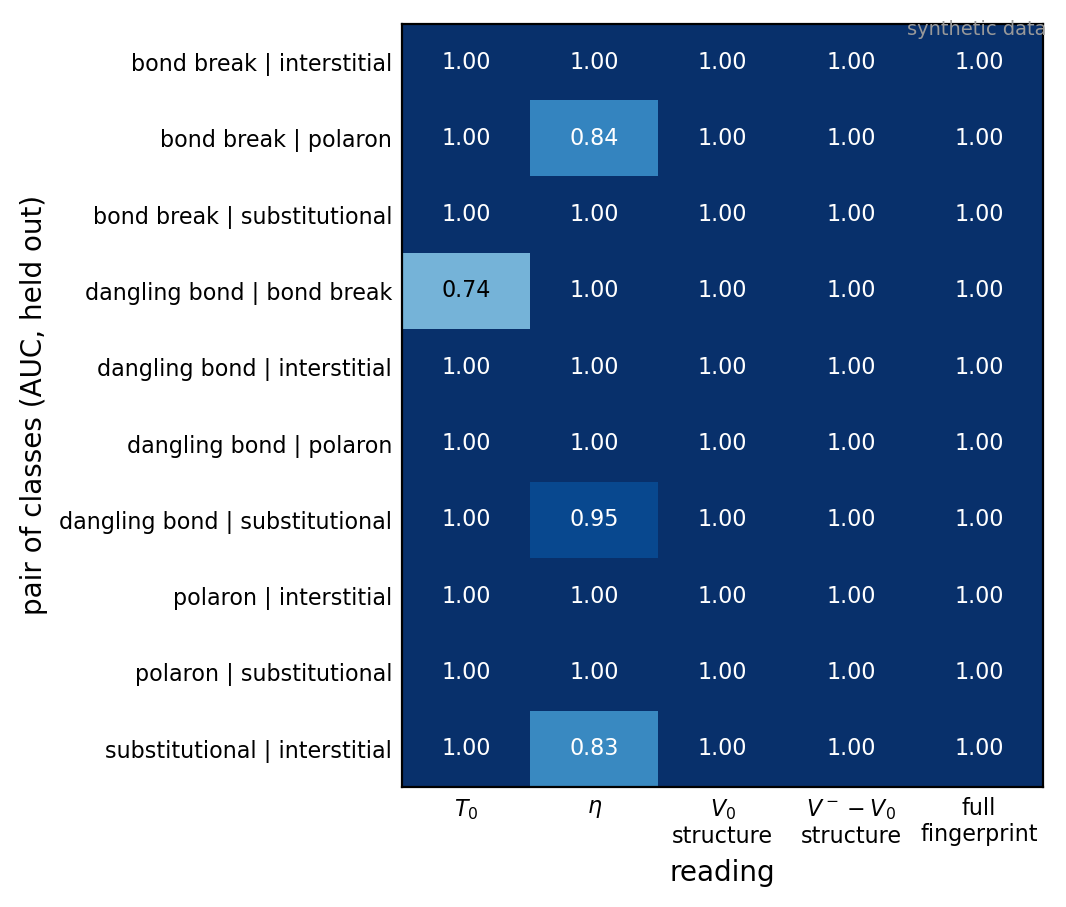 synthetic data
bond break | interstitial 1.00 1.00 1.00 1.00 1.00
bond break | polaron 1.00 0.84 1.00 1.00 1.00
bond break | substitutional 1.00 1.00 1.00 1.00 1.00
dangling bond | bond break 0.74 1.00 1.00 1.00 1.00
dangling bond | interstitial 1.00 1.00 1.00 1.00 1.00
dangling bond | polaron 1.00 1.00 1.00 1.00 1.00
dangling bond | substitutional 1.00 0.95 1.00 1.00 1.00
polaron | interstitial 1.00 1.00 1.00 1.00 1.00
polaron | substitutional 1.00 1.00 1.00 1.00 1.00
substitutional | interstitial 1.00 0.83 1.00 1.00 1.00
T₀ η V₀ V⁻ − V₀ full
structure structure fingerprint
reading
pair of classes (AUC, held out)